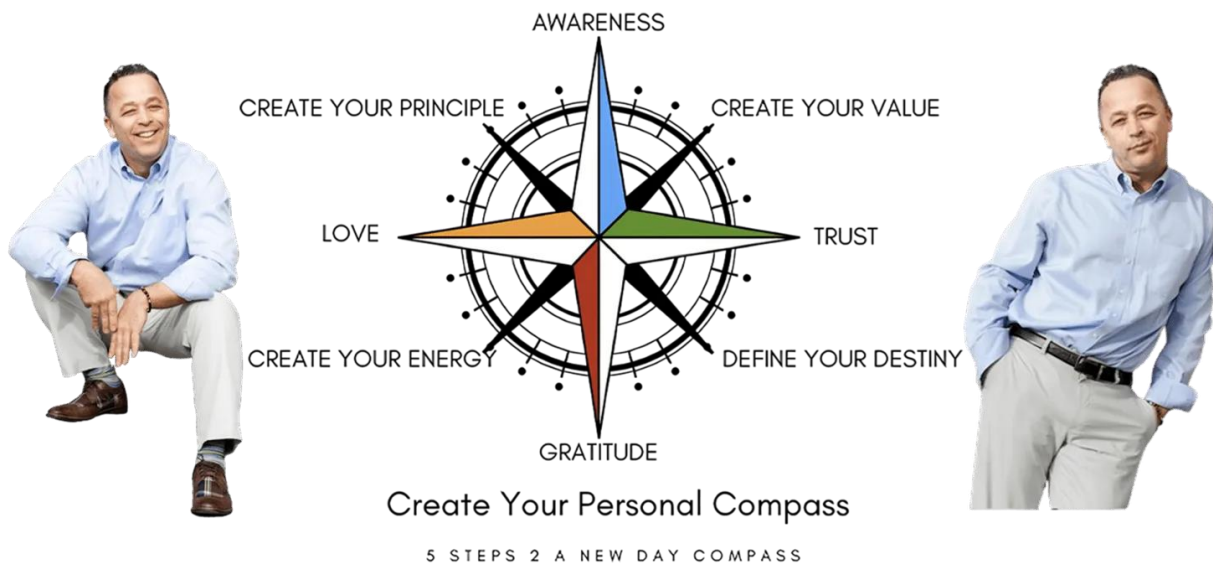 AWARENESS
CREATE YOUR PRINCIPLE
CREATE YOUR VALUE
LOVE
TRUST
CREATE YOUR ENERGY
DEFINE YOUR DESTINY
GRATITUDE
Create Your Personal Compass
5 STEPS 2 A NEW DAY COMPASS